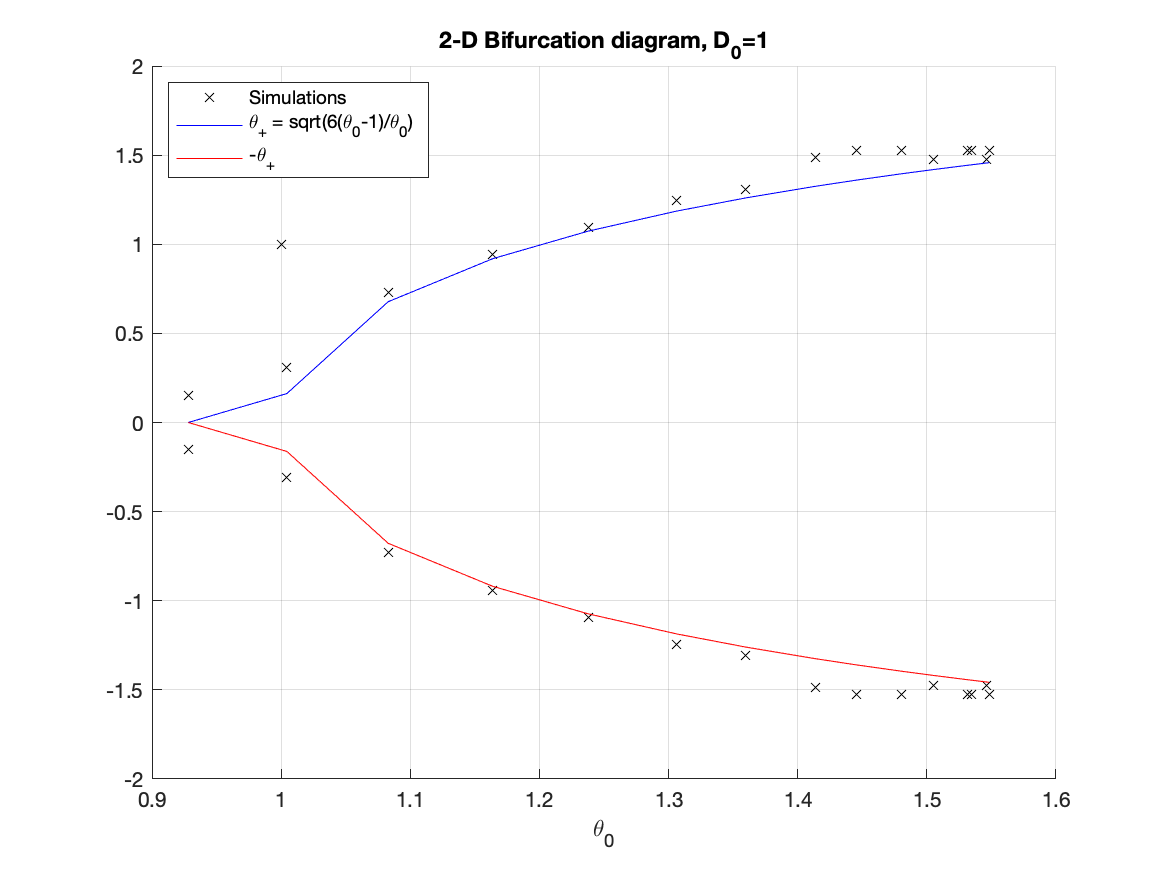 2-D Bifurcation diagram, D₀=1
Simulations
θ₊ = sqrt(6(θ₀-1)/θ₀)
-θ₊
2
1.5
1
0.5
0
-0.5
-1
-1.5
-2
0.9 1 1.1 1.2 1.3 1.4 1.5 1.6
θ₀